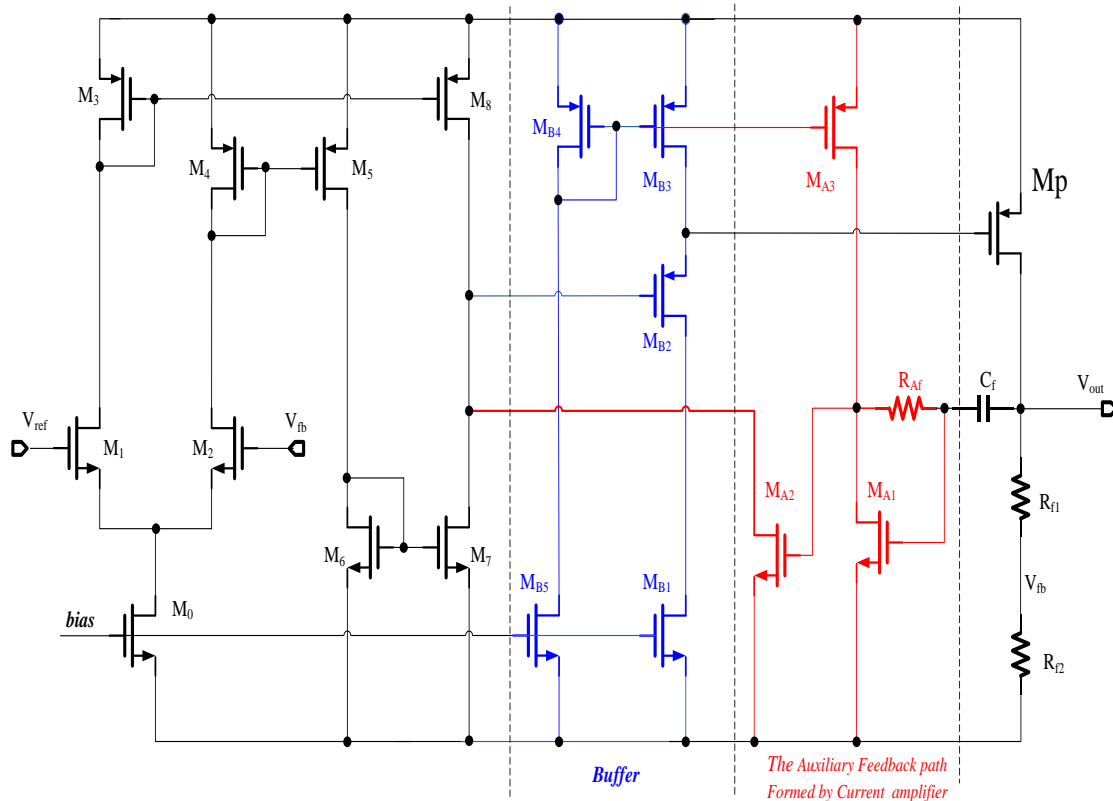 M3
M8
M4
M5
MB4
MB3
MA3
Mp
MB2
RAf
Cf
Vout
Vref
M1
M2
Vfb
MA2
MA1
Rf1
M6
M7
MB5
MB1
Vfb
bias
M0
Rf2
Buffer
The Auxiliary Feedback path
Formed by Current amplifier